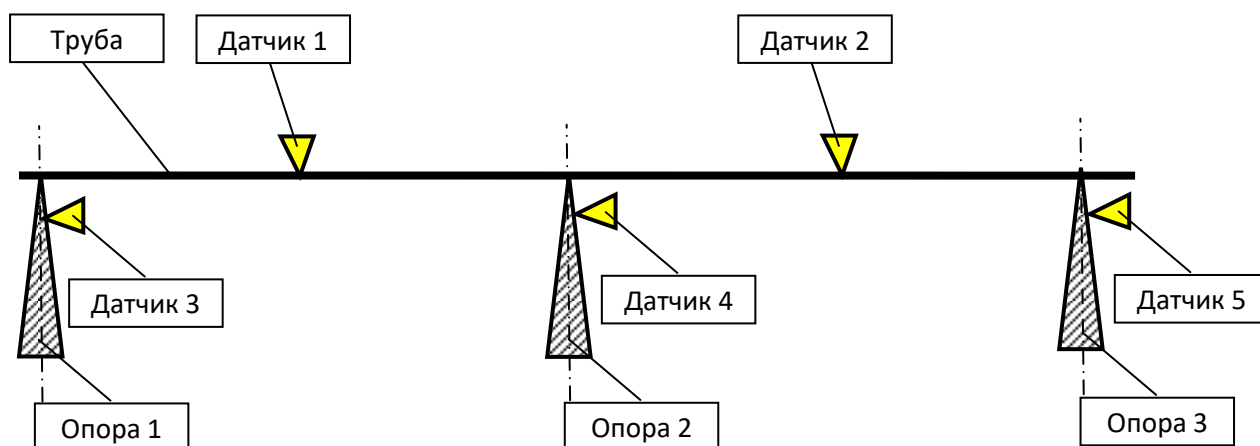 Труба
Датчик 1
Датчик 2
Датчик 3
Датчик 4
Датчик 5
Опора 1
Опора 2
Опора 3